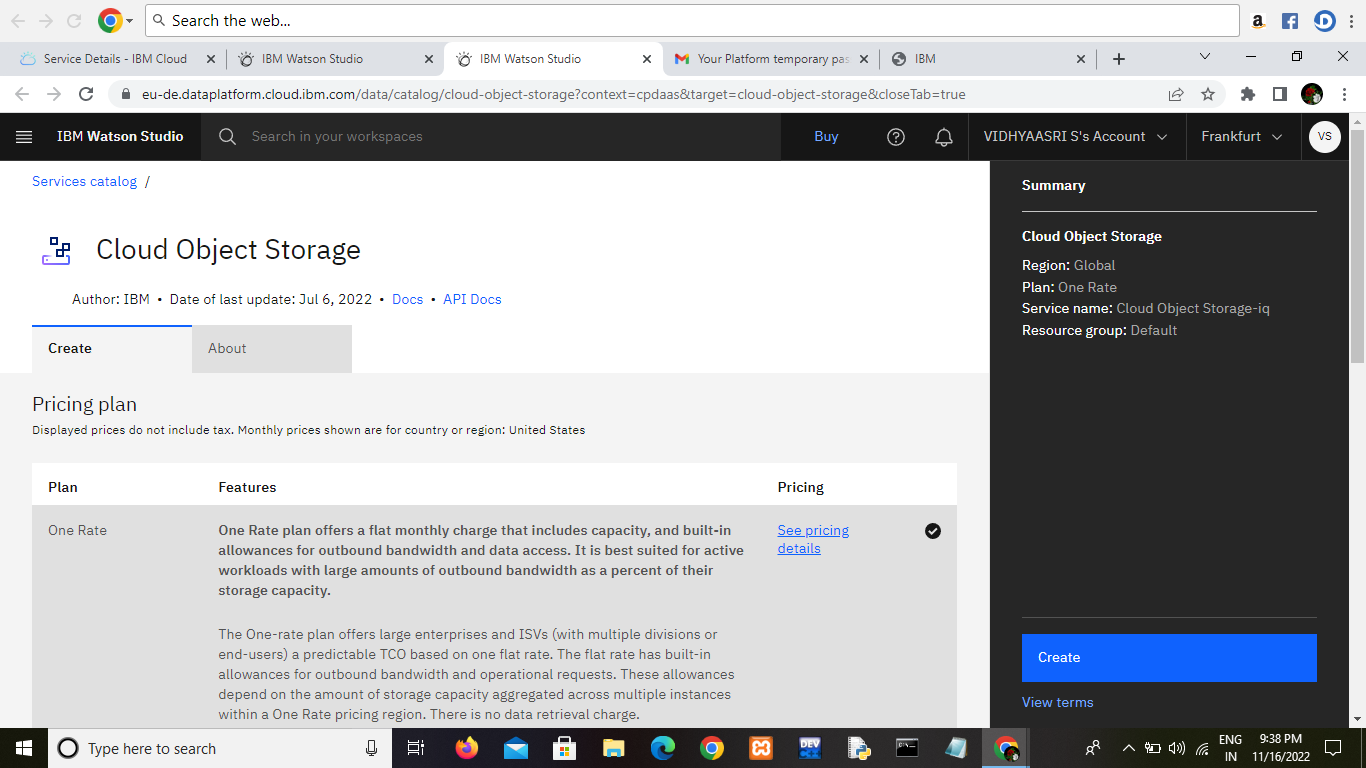 Search the web...
Service Details - IBM Cloud
IBM Watson Studio
IBM Watson Studio
Your Platform temporary pas
IBM
eu-de.dataplatform.cloud.ibm.com/data/catalog/cloud-object-storage?context=cpdaas&target=cloud-object-storage&closeTab=true
IBM Watson Studio
Search in your workspaces
Buy
VIDHYAASRI S's Account
Frankfurt
VS
Services catalog /
Cloud Object Storage
Author: IBM • Date of last update: Jul 6, 2022 • Docs • API Docs
Create
About
Pricing plan
Displayed prices do not include tax. Monthly prices shown are for country or region: United States
Plan
Features
Pricing
One Rate
One Rate plan offers a flat monthly charge that includes capacity, and built-in
allowances for outbound bandwidth and data access. It is best suited for active
workloads with large amounts of outbound bandwidth as a percent of their
storage capacity.
See pricing
details
The One-rate plan offers large enterprises and ISVs (with multiple divisions or
end-users) a predictable TCO based on one flat rate. The flat rate has built-in
allowances for outbound bandwidth and operational requests. These allowances
depend on the amount of storage capacity aggregated across multiple instances
within a One Rate pricing region. There is no data retrieval charge.
Summary
Cloud Object Storage
Region: Global
Plan: One Rate
Service name: Cloud Object Storage-iq
Resource group: Default
Create
View terms
Type here to search
DEV
ENG
IN
9:38 PM
11/16/2022